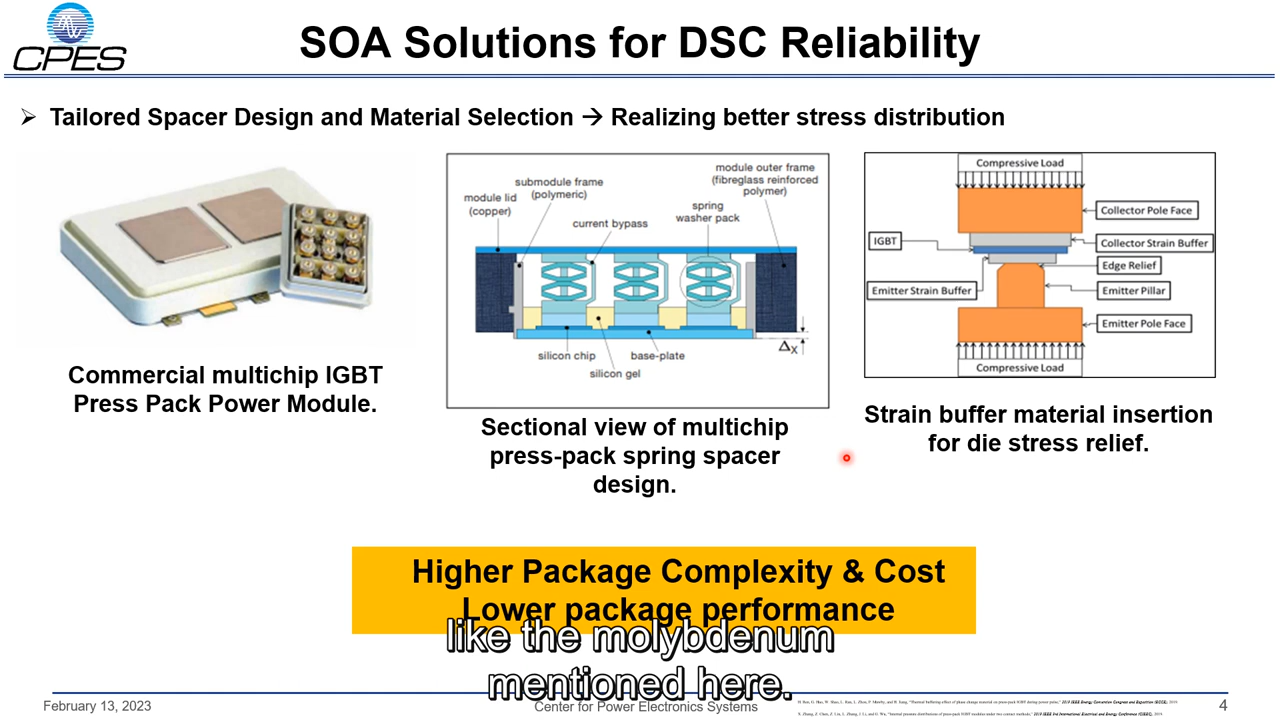 CPES
SOA Solutions for DSC Reliability
➢ Tailored Spacer Design and Material Selection → Realizing better stress distribution
Commercial multichip IGBT
Press Pack Power Module.
module lid
(copper)
submodule frame
(polymeric)
current bypass
spring
washer pack
module outer frame
(fibreglass reinforced
polymer)
silicon chip
silicon gel
base-plate
Δx
Sectional view of multichip
press-pack spring spacer
design.
Compressive Load
Collector Pole Face
IGBT
Collector Strain Buffer
Edge Relief
Emitter Strain Buffer
Emitter Pillar
Emitter Pole Face
Compressive Load
Strain buffer material insertion
for die stress relief.
Higher Package Complexity & Cost
Lower package performance
like the molybdenum
mentioned here.
February 13, 2023
Center for Power Electronics Systems
4